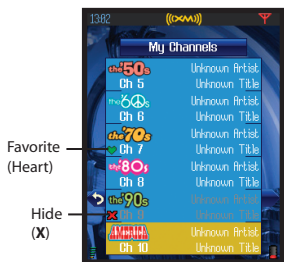 13:02 ((XM))
My Channels
the '50s Unknown Artist
Ch 5 Unknown Title
the '60s Unknown Artist
Ch 6 Unknown Title
the '70s Unknown Artist
Favorite Ch 7 Unknown Title
(Heart)
the '80s Unknown Artist
Ch 8 Unknown Title
the '90s Unknown Artist
Hide X Ch 9 Unknown Title
(X)
AMERICA Unknown Artist
Ch 10 Unknown Title